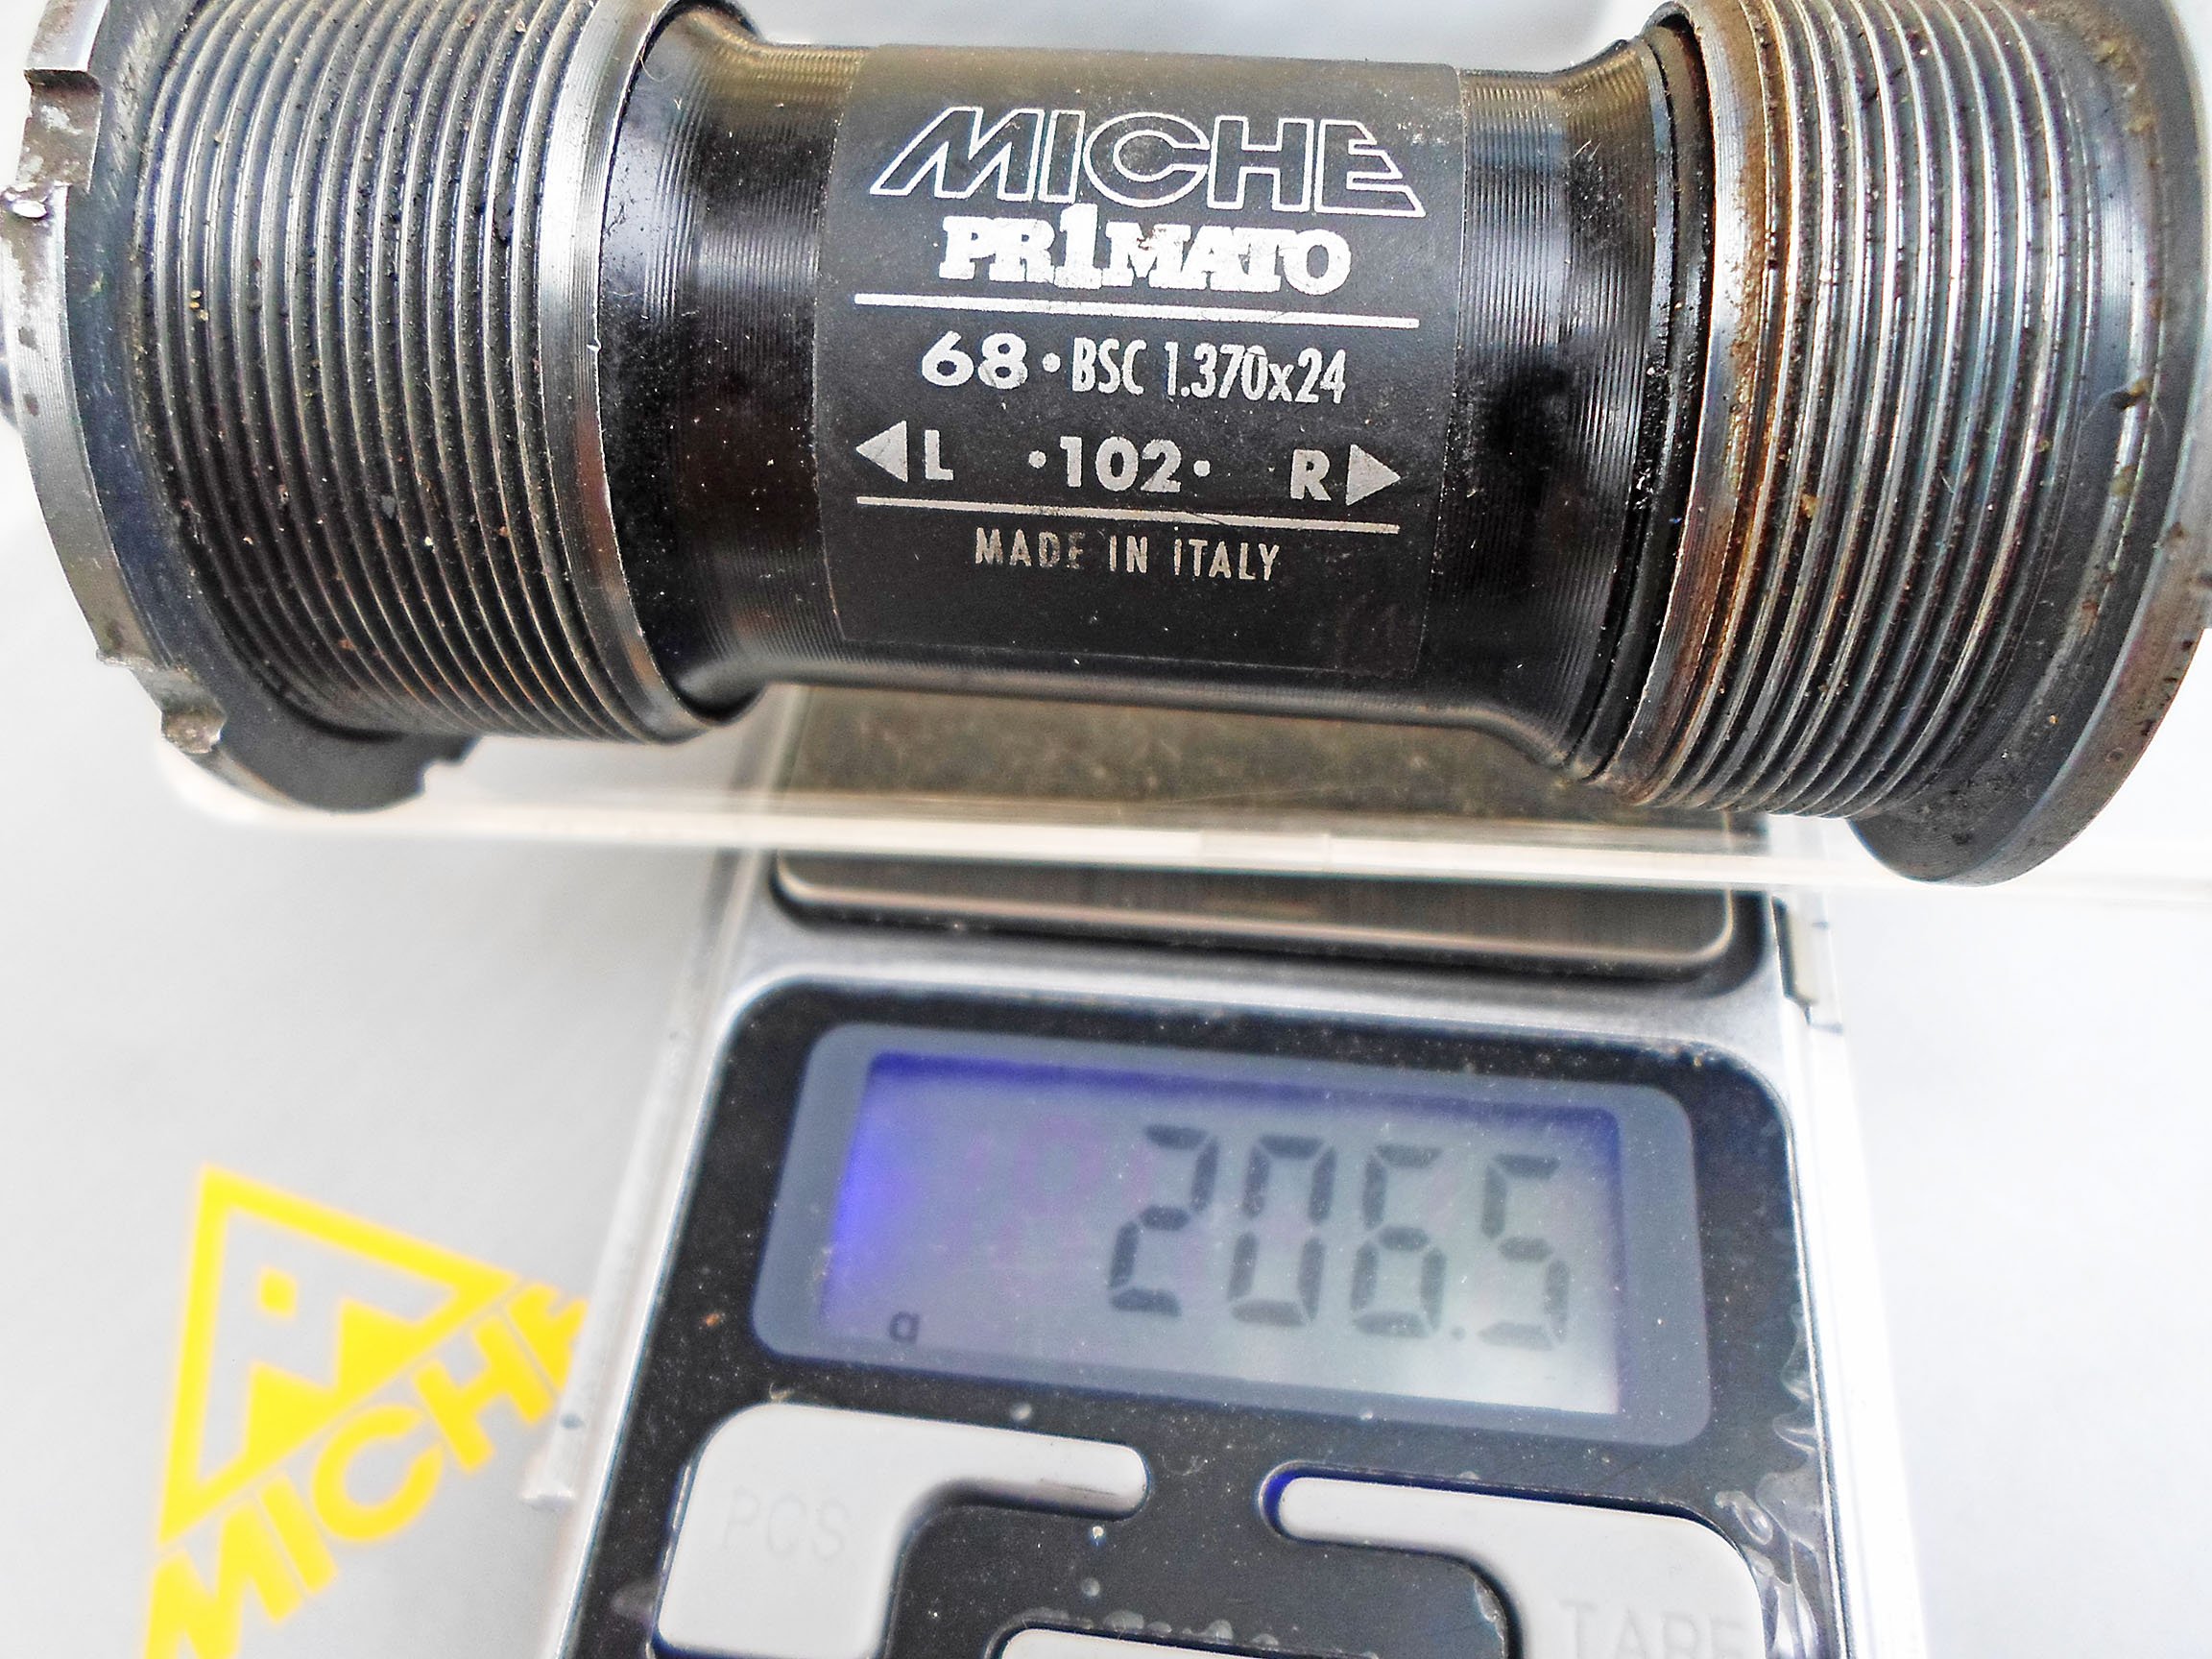 MICHE
PR1MATO
68 • BSC 1.370x24
◀L •102• R▶
MADE IN ITALY
206.5
g
MICHE
PCS
TARE